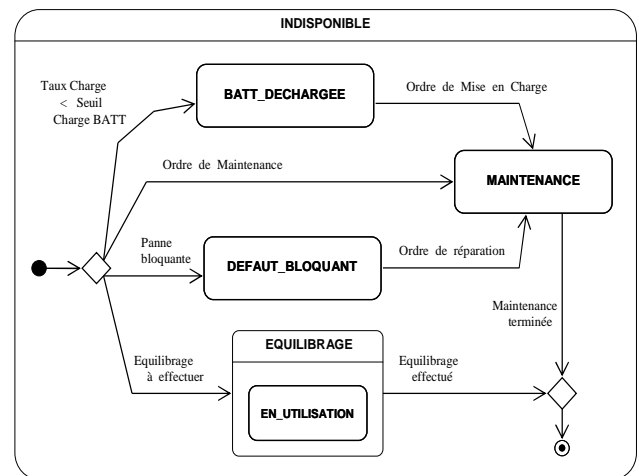 INDISPONIBLE
Taux Charge
< Seuil
Charge BATT
BATT_DECHARGEE
Ordre de Mise en Charge
Ordre de Maintenance
MAINTENANCE
Panne
bloquante
DEFAUT_BLOQUANT
Ordre de réparation
Maintenance
terminée
Equilibrage
à effectuer
EQUILIBRAGE
EN_UTILISATION
Equilibrage
effectué